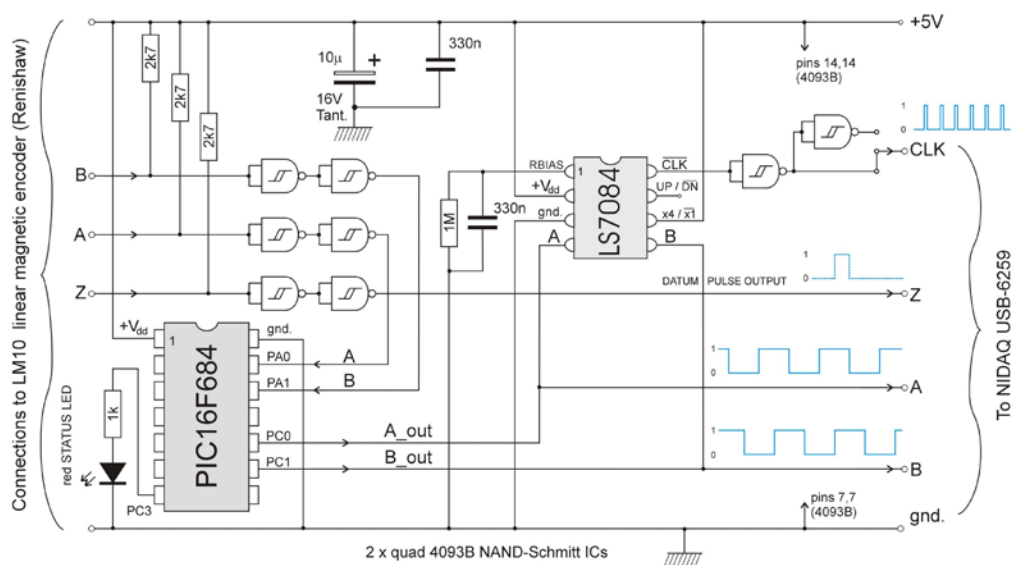 Connections to LM10 linear magnetic encoder (Renishaw)
2k7
2k7
2k7
10µ
+
16V
Tant.
330n
+5V
pins 14,14
(4093B)
1
0
CLK
B
A
Z
RBIAS
+Vdd
gnd.
A
1
LS7084
CLK
UP / DN
x4 / x1
B
1M
330n
DATUM PULSE OUTPUT
1
0
Z
+Vdd
1
PIC16F684
gnd.
PA0
A
PA1
B
PC0
A_out
PC1
B_out
PC3
1k
red STATUS LED
1
0
A
1
0
B
pins 7,7
(4093B)
gnd.
To NIDAQ USB-6259
2 x quad 4093B NAND-Schmitt ICs